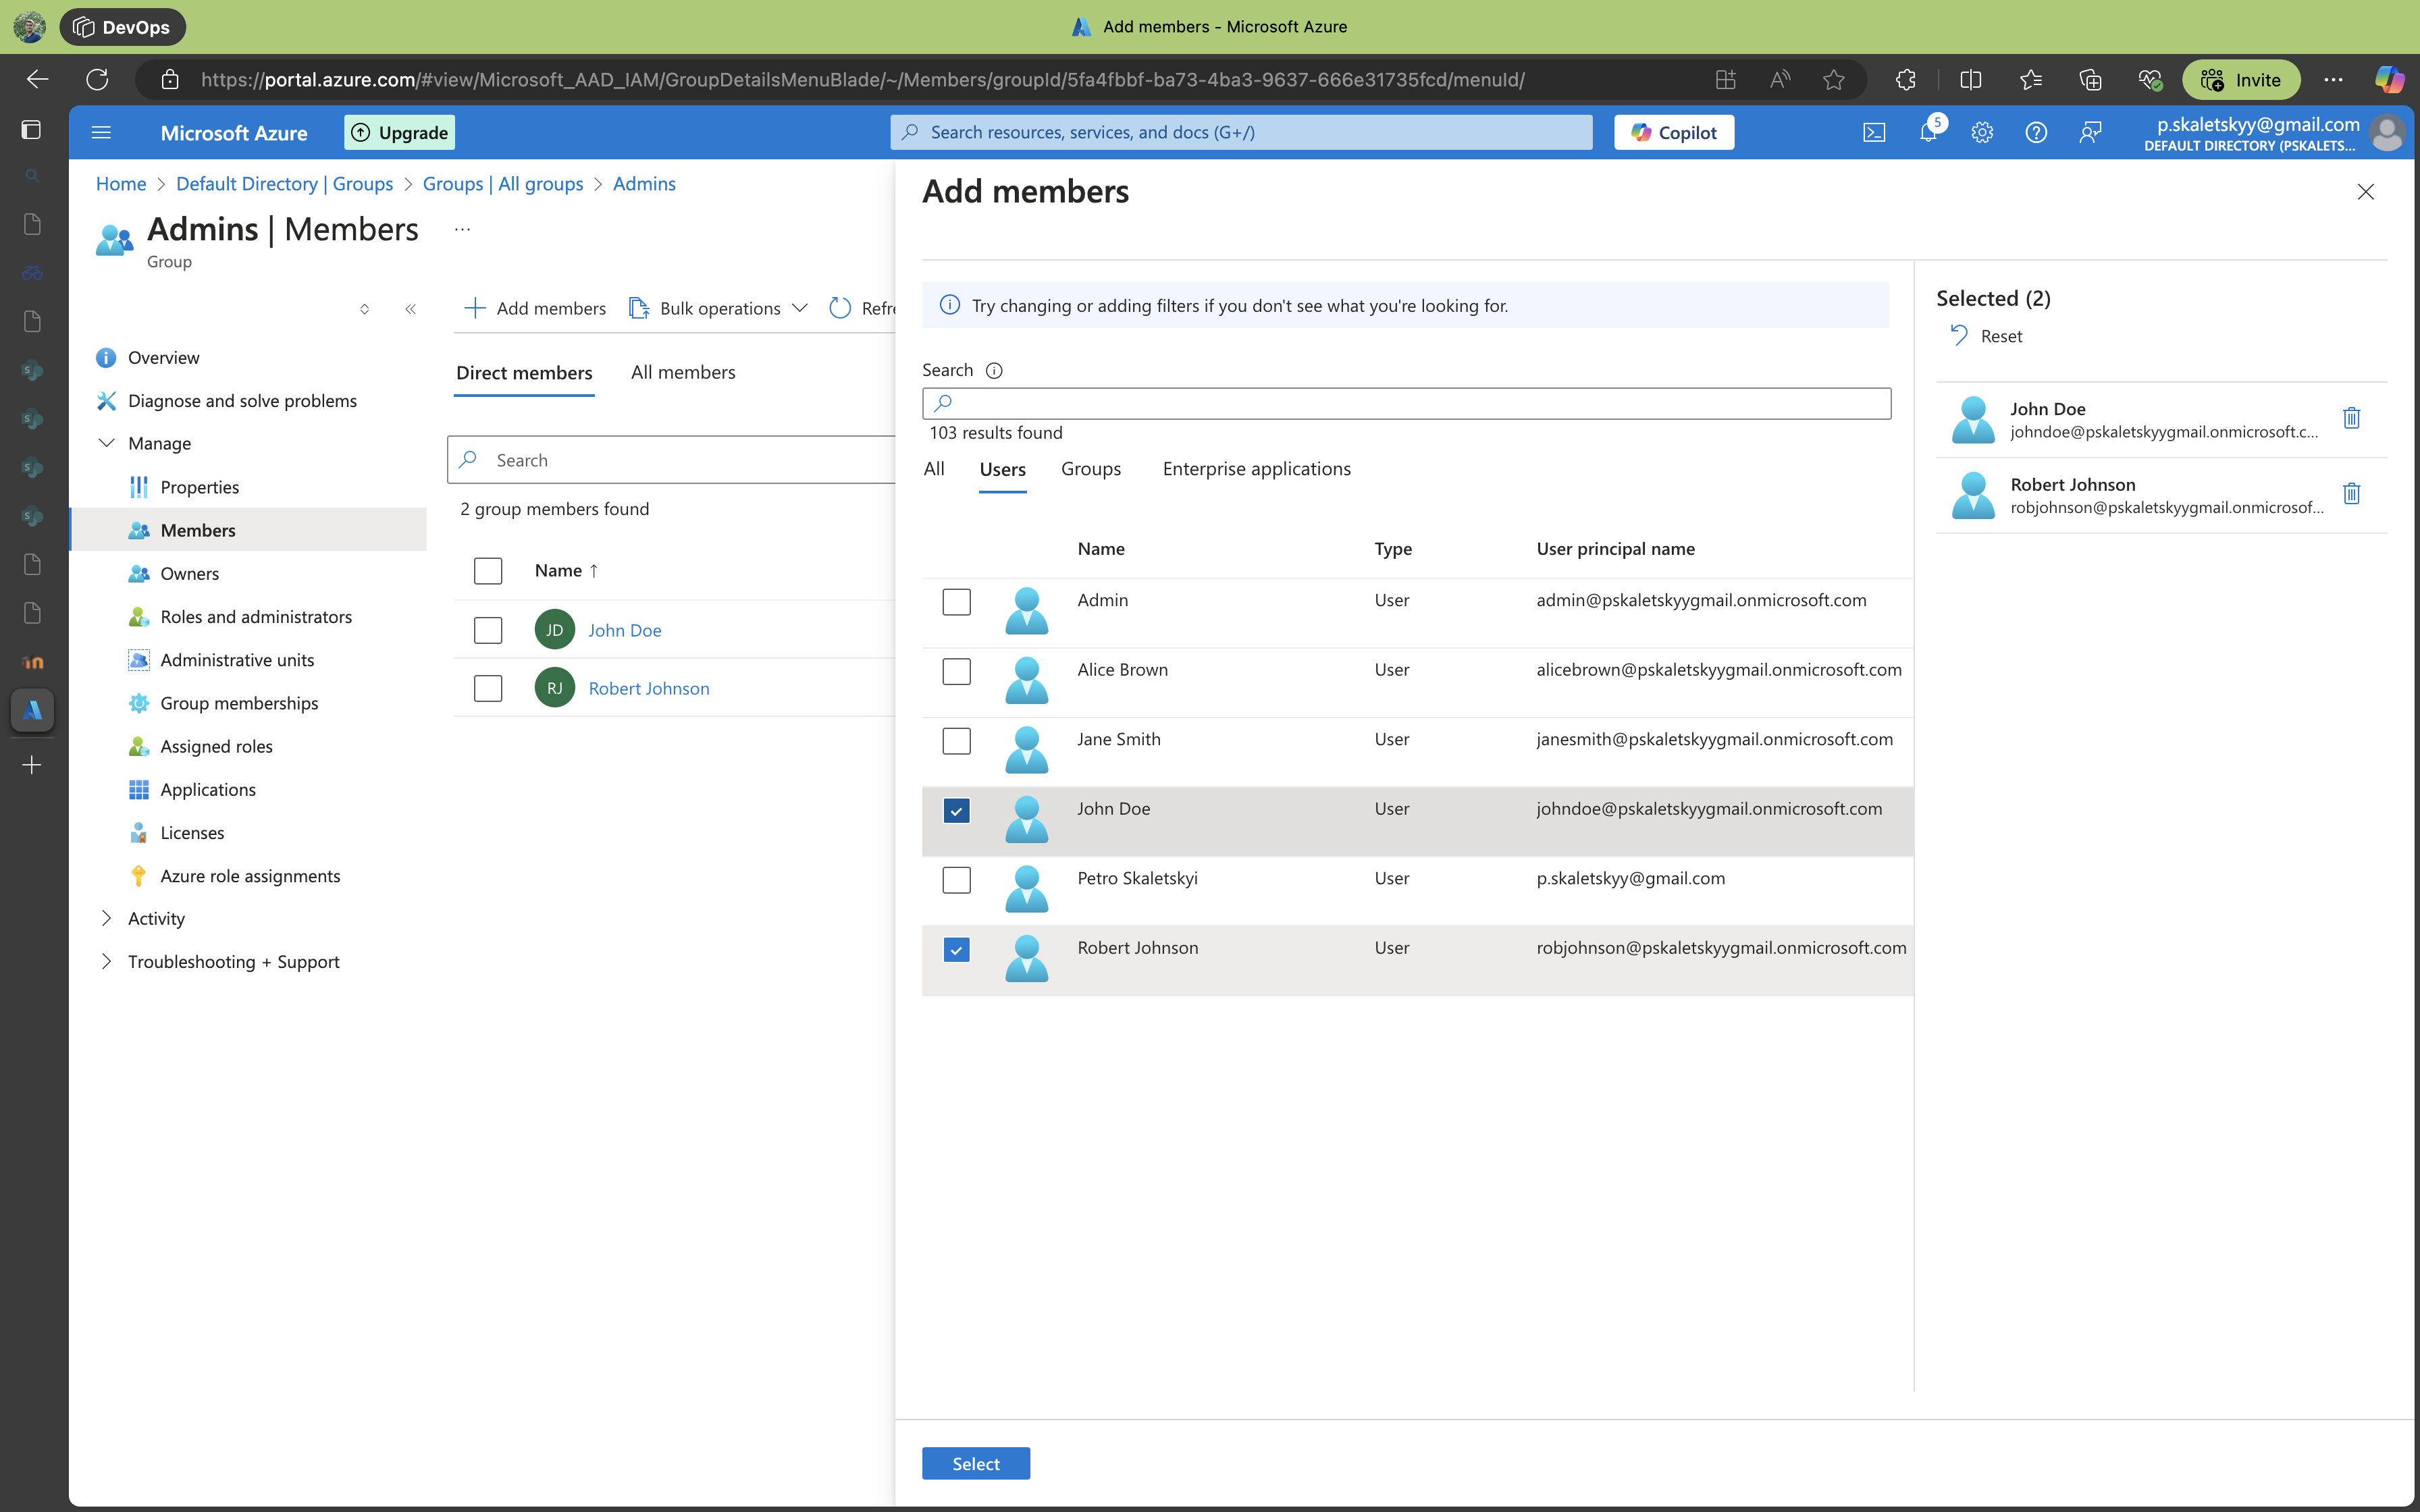 DevOps
Add members - Microsoft Azure
https://portal.azure.com/#view/Microsoft_AAD_IAM/GroupDetailsMenuBlade/~/Members/groupId/5fa4fbbf-ba73-4ba3-9637-666e31735fcd/menuId/
Invite
Microsoft Azure
Upgrade
Search resources, services, and docs (G+/)
Copilot
5
p.skaletskyy@gmail.com
DEFAULT DIRECTORY (PSKALETS...
Home > Default Directory | Groups > Groups | All groups > Admins
Admins | Members
...
Group
Add members
Bulk operations
Refre
Overview
Diagnose and solve problems
Manage
Properties
Members
Owners
Roles and administrators
Administrative units
Group memberships
Assigned roles
Applications
Licenses
Azure role assignments
Activity
Troubleshooting + Support
Direct members
All members
Search
2 group members found
Name ↑
JD John Doe
RJ Robert Johnson
Add members
Try changing or adding filters if you don't see what you're looking for.
Search
103 results found
All Users Groups Enterprise applications
Name Type User principal name
Admin User admin@pskaletskyygmail.onmicrosoft.com
Alice Brown User alicebrown@pskaletskyygmail.onmicrosoft.com
Jane Smith User janesmith@pskaletskyygmail.onmicrosoft.com
John Doe User johndoe@pskaletskyygmail.onmicrosoft.com
Petro Skaletskyi User p.skaletskyy@gmail.com
Robert Johnson User robjohnson@pskaletskyygmail.onmicrosoft.com
Selected (2)
Reset
John Doe
johndoe@pskaletskyygmail.onmicrosoft.c...
Robert Johnson
robjohnson@pskaletskyygmail.onmicrosof...
Select